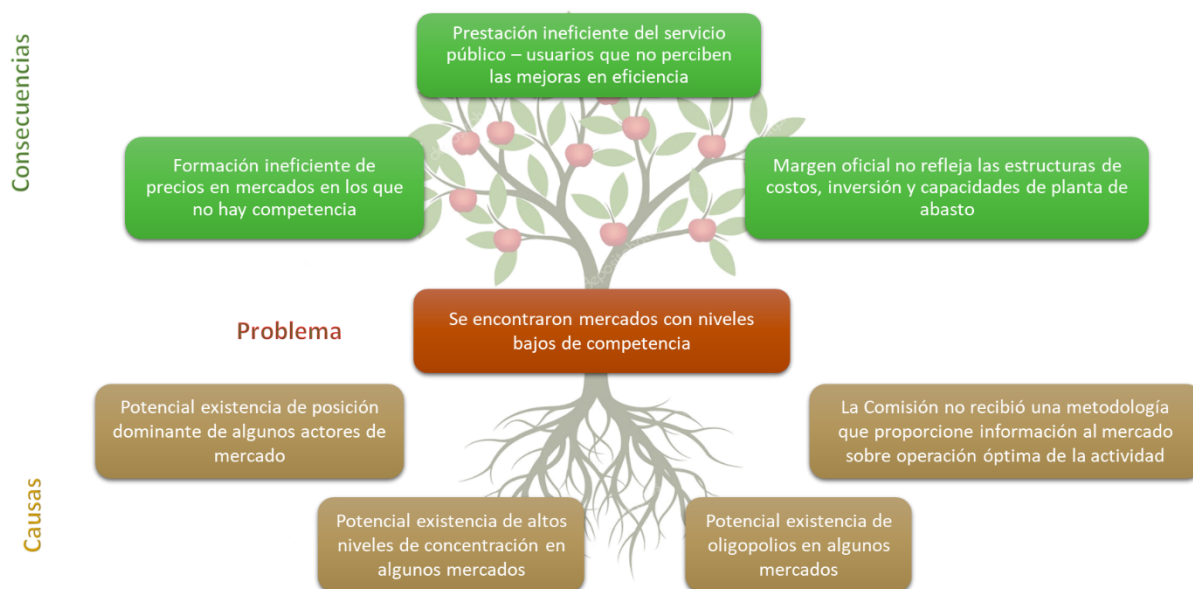 Consecuencias
Prestación ineficiente del servicio
público – usuarios que no perciben
las mejoras en eficiencia
Formación ineficiente de
precios en mercados en los que
no hay competencia
Margen oficial no refleja las estructuras de
costos, inversión y capacidades de planta de
abasto
Problema
Se encontraron mercados con niveles
bajos de competencia
Causas
Potencial existencia de posición
dominante de algunos actores de
mercado
La Comisión no recibió una metodología
que proporcione información al mercado
sobre operación óptima de la actividad
Potencial existencia de altos
niveles de concentración en
algunos mercados
Potencial existencia de
oligopolios en algunos
mercados